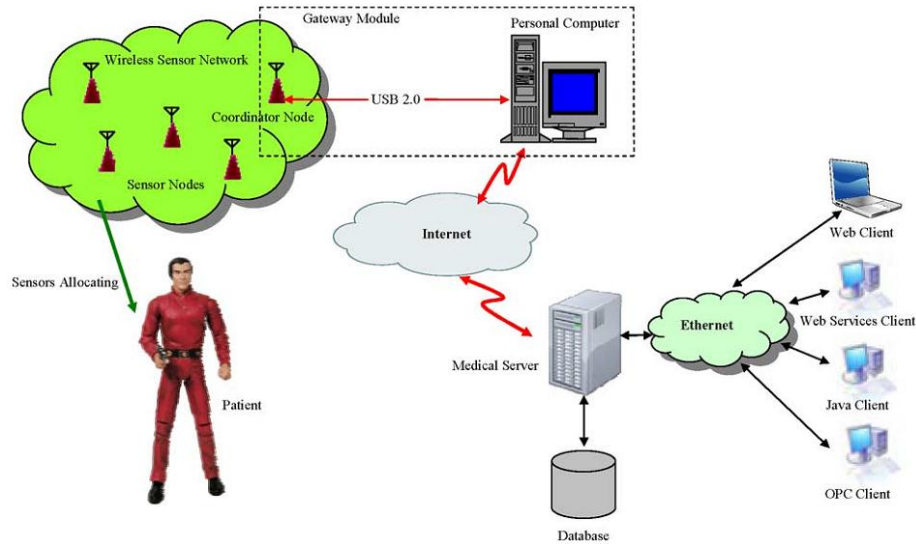 Gateway Module
Personal Computer
Wireless Sensor Network
USB 2.0
Coordinator Node
Sensor Nodes
Internet
Web Client
Sensors Allocating
Web Services Client
Ethernet
Medical Server
Patient
Java Client
OPC Client
Database